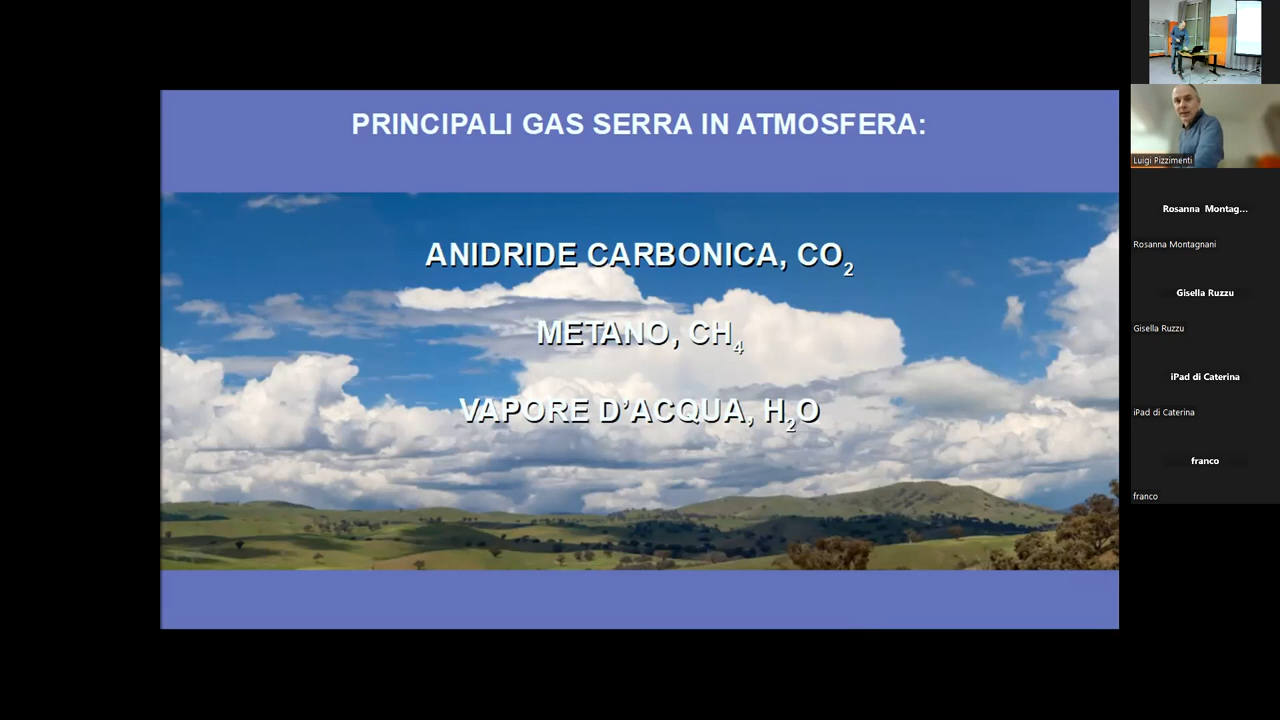 PRINCIPALI GAS SERRA IN ATMOSFERA:
ANIDRIDE CARBONICA, CO2
METANO, CH4
VAPORE D'ACQUA, H2O
Luigi Pizzimenti
Rosanna Montag...
Rosanna Montagnani
Gisella Ruzzu
Gisella Ruzzu
iPad di Caterina
iPad di Caterina
franco
franco